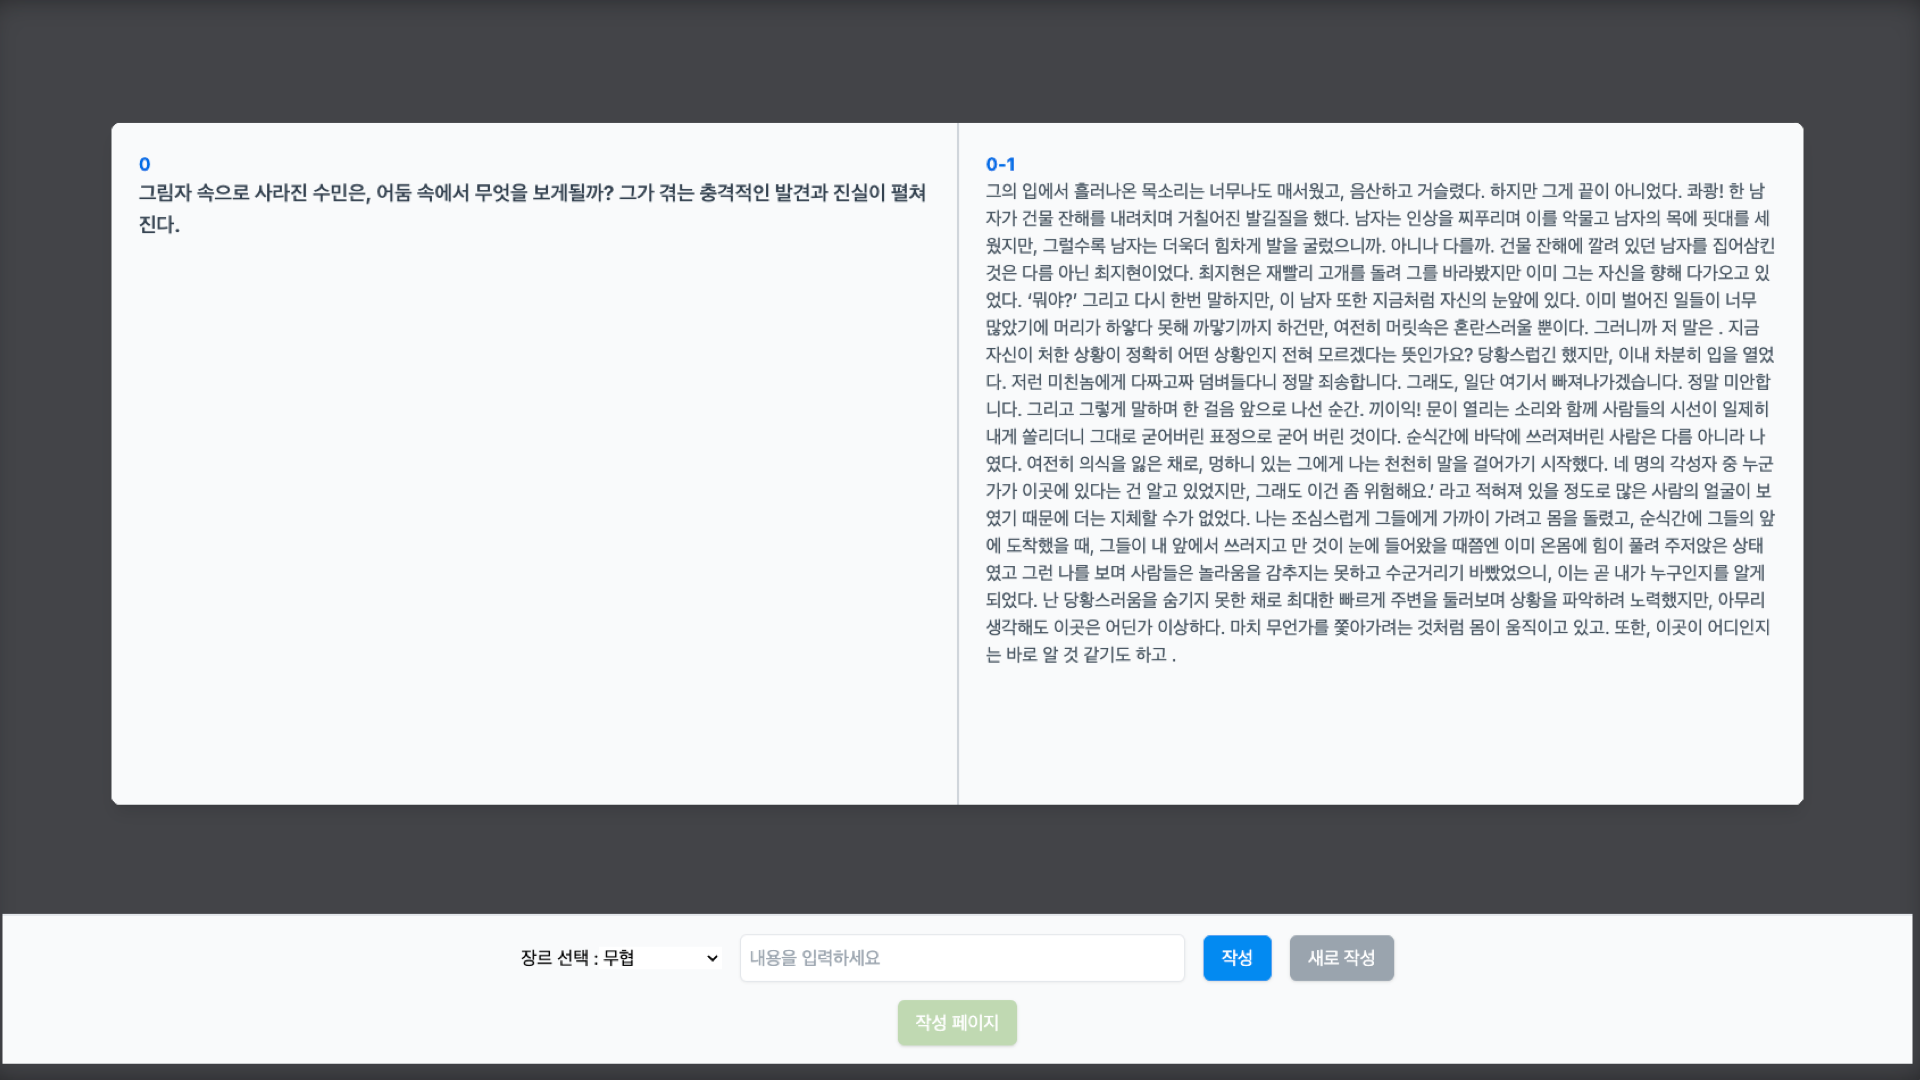 0
그림자 속으로 사라진 수민은, 어둠 속에서 무엇을 보게될까? 그가 겪는 충격적인 발견과 진실이 펼쳐
진다.
0-1
그의 입에서 흘러나온 목소리는 너무나도 매서웠고, 음산하고 거슬렸다. 하지만 그게 끝이 아니었다. 콰쾅! 한 남
자가 건물 잔해를 내려치며 거칠어진 발길질을 했다. 남자는 인상을 찌푸리며 이를 악물고 남자의 목에 핏대를 세
웠지만, 그럴수록 남자는 더욱더 힘차게 발을 굴렀으니까. 아니나 다를까. 건물 잔해에 깔려 있던 남자를 집어삼킨
것은 다름 아닌 최지현이었다. 최지현은 재빨리 고개를 돌려 그를 바라봤지만 이미 그는 자신을 향해 다가오고 있
었다. ‘뭐야?’ 그리고 다시 한번 말하지만, 이 남자 또한 지금처럼 자신의 눈앞에 있다. 이미 벌어진 일들이 너무
많았기에 머리가 하얗다 못해 까맣기까지 하건만, 여전히 머릿속은 혼란스러울 뿐이다. 그러니까 저 말은 . 지금
자신이 처한 상황이 정확히 어떤 상황인지 전혀 모르겠다는 뜻인가요? 당황스럽긴 했지만, 이내 차분히 입을 열었
다. 저런 미친놈에게 다짜고짜 덤벼들다니 정말 죄송합니다. 그래도, 일단 여기서 빠져나가겠습니다. 정말 미안합
니다. 그리고 그렇게 말하며 한 걸음 앞으로 나선 순간. 끼이익! 문이 열리는 소리와 함께 사람들의 시선이 일제히
내게 쏠리더니 그대로 굳어버린 표정으로 굳어 버린 것이다. 순식간에 바닥에 쓰러져버린 사람은 다름 아니라 나
였다. 여전히 의식을 잃은 채로, 멍하니 있는 그에게 나는 천천히 말을 걸어가기 시작했다. 네 명의 각성자 중 누군
가가 이곳에 있다는 건 알고 있었지만, 그래도 이건 좀 위험해요.’ 라고 적혀져 있을 정도로 많은 사람의 얼굴이 보
였기 때문에 더는 지체할 수가 없었다. 나는 조심스럽게 그들에게 가까이 가려고 몸을 돌렸고, 순식간에 그들의 앞
에 도착했을 때, 그들이 내 앞에서 쓰러지고 만 것이 눈에 들어왔을 때쯤엔 이미 온몸에 힘이 풀려 주저앉은 상태
였고 그런 나를 보며 사람들은 놀라움을 감추지는 못하고 수군거리기 바빴었으니, 이는 곧 내가 누구인지를 알게
되었다. 난 당황스러움을 숨기지 못한 채로 최대한 빠르게 주변을 둘러보며 상황을 파악하려 노력했지만, 아무리
생각해도 이곳은 어딘가 이상하다. 마치 무언가를 쫓아가려는 것처럼 몸이 움직이고 있고. 또한, 이곳이 어디인지
는 바로 알 것 같기도 하고 .
장르 선택 : 무협
내용을 입력하세요
작성
새로 작성
작성 페이지